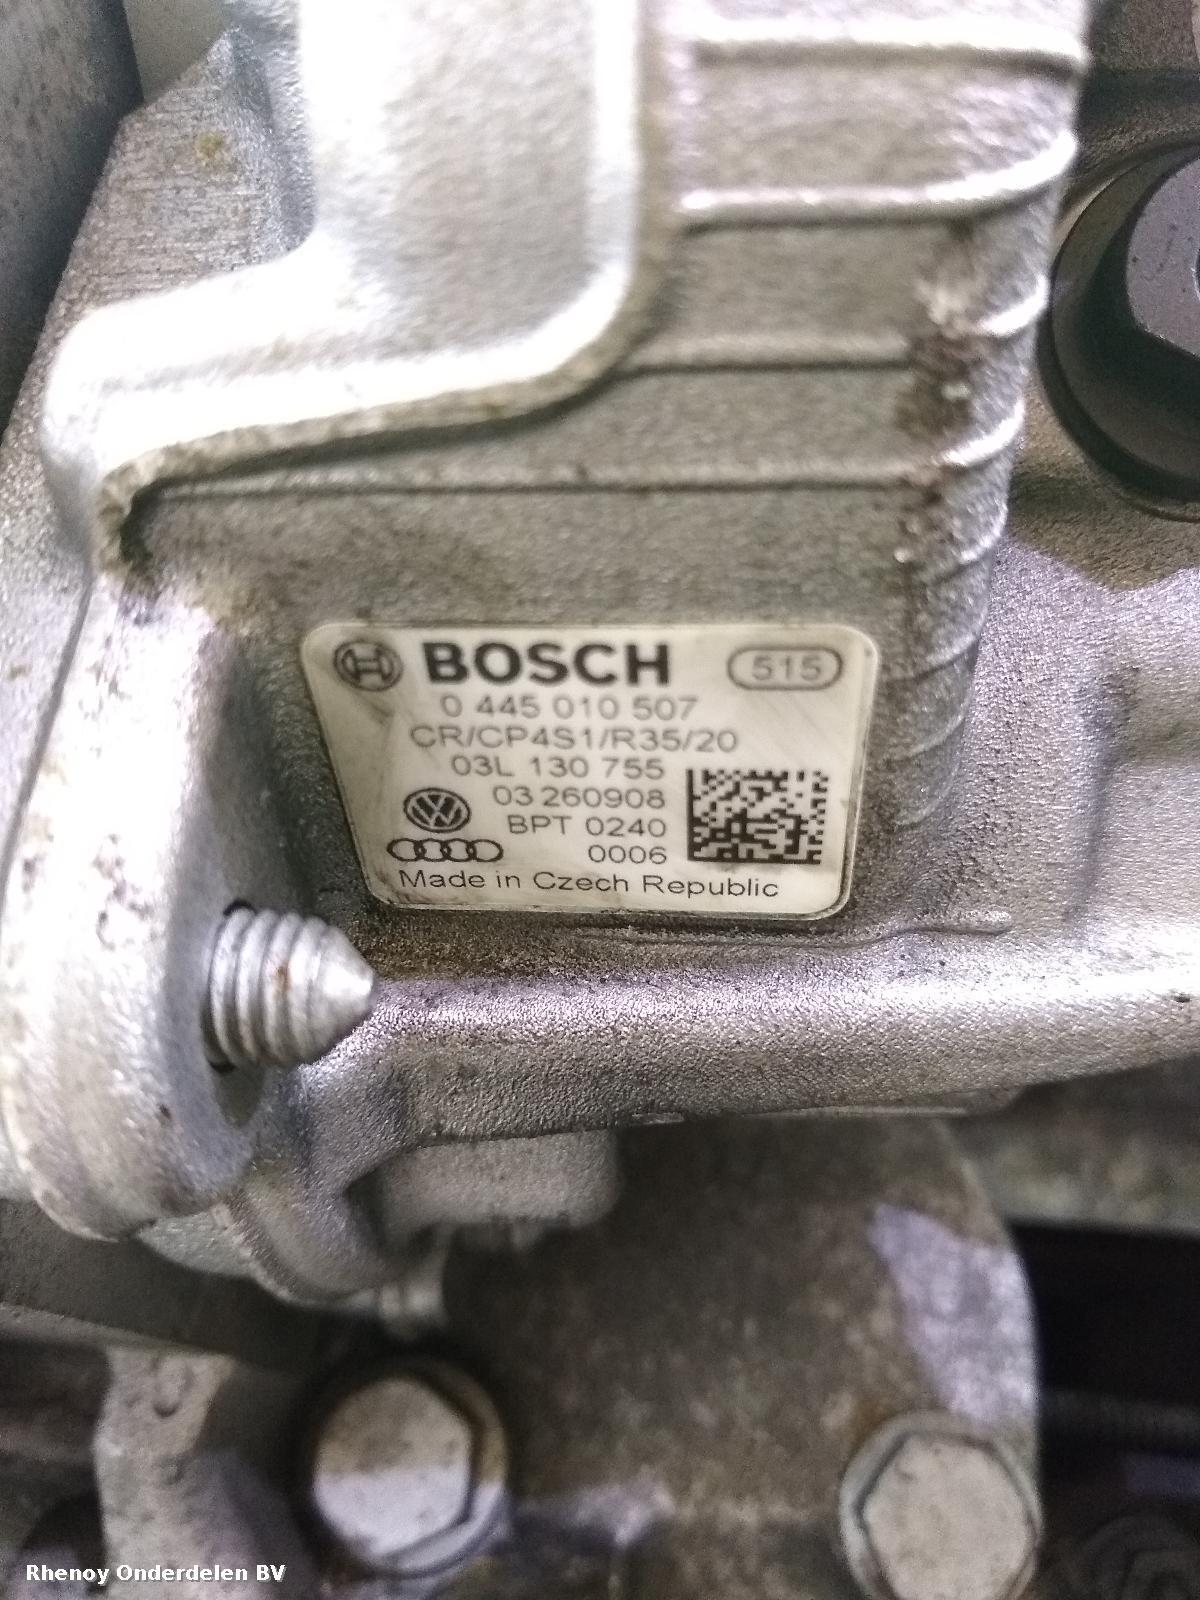 BOSCH 515
0 445 010 507
CR/CP4S1/R35/20
03L 130 755
03 260908
BPT 0240
0006
Made in Czech Republic
Rhenoy Onderdelen BV